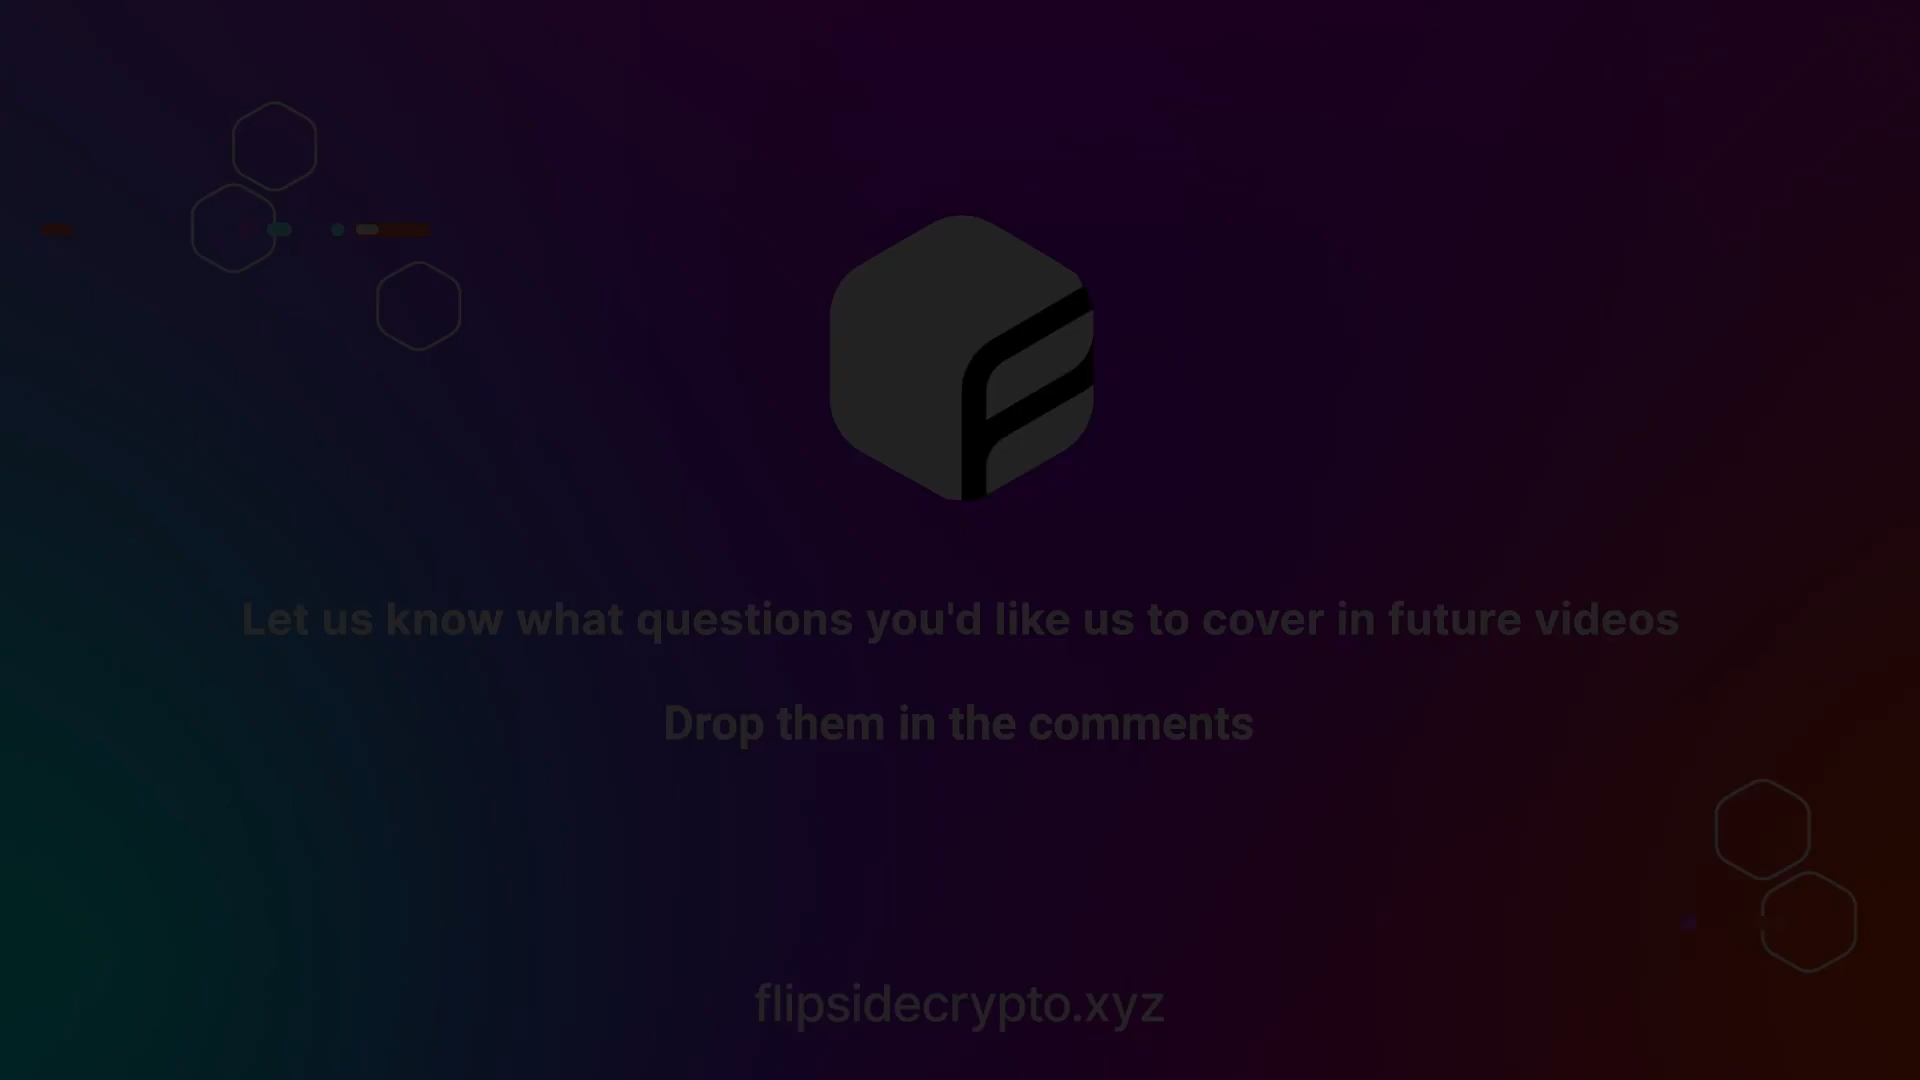 Let us know what questions you'd like us to cover in future videos
Drop them in the comments
flipsidecrypto.xyz